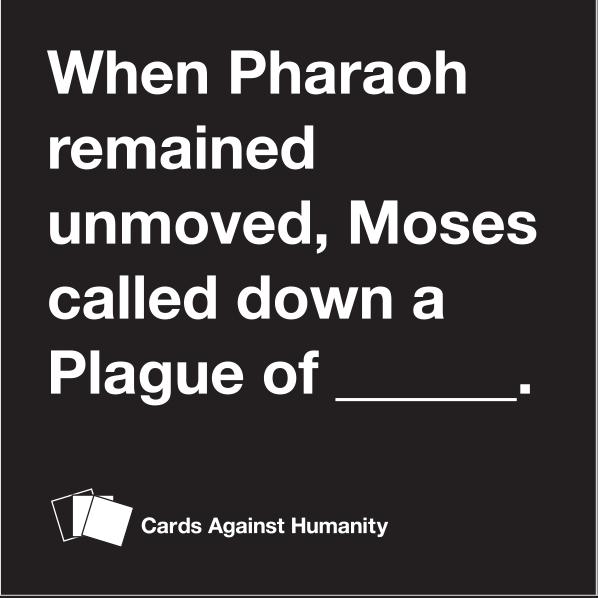 When Pharaoh
remained
unmoved, Moses
called down a
Plague of ______.
Cards Against Humanity